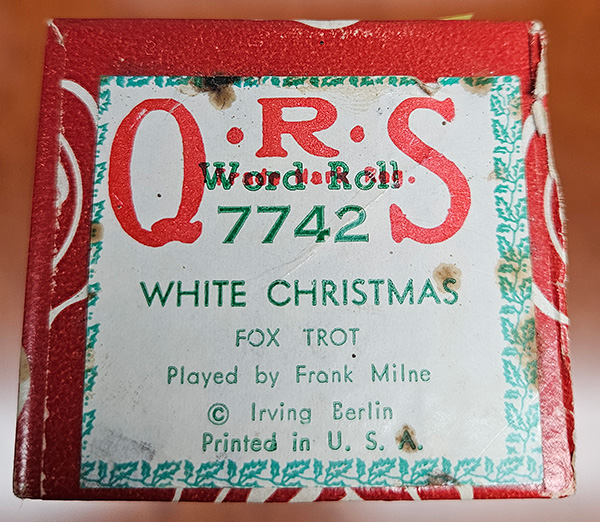 Q·R·S
Word Roll
7742
WHITE CHRISTMAS
FOX TROT
Played by Frank Milne
© Irving Berlin
Printed in U. S. A.